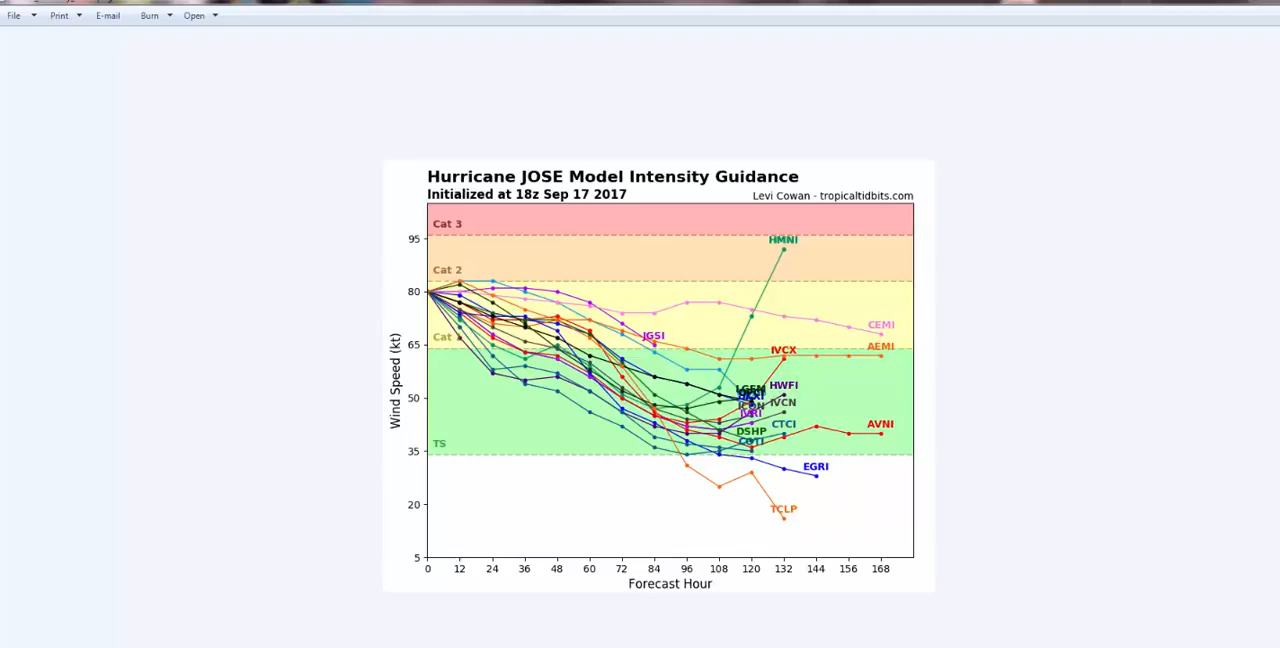 File Print E-mail Burn Open
Hurricane JOSE Model Intensity Guidance
Initialized at 18z Sep 17 2017
Levi Cowan - tropicaltidbits.com
Cat 3
95
HMNI
Cat 2
80
CEMI
JGSI
Cat
AEMI
IVCX
65
HWFI
IVCN
50
IVRI
CTCI
AVNI
DSHP
TS
35
EGRI
20
TCLP
5
Wind Speed (kt)
0 12 24 36 48 60 72 84 96 108 120 132 144 156 168
Forecast Hour